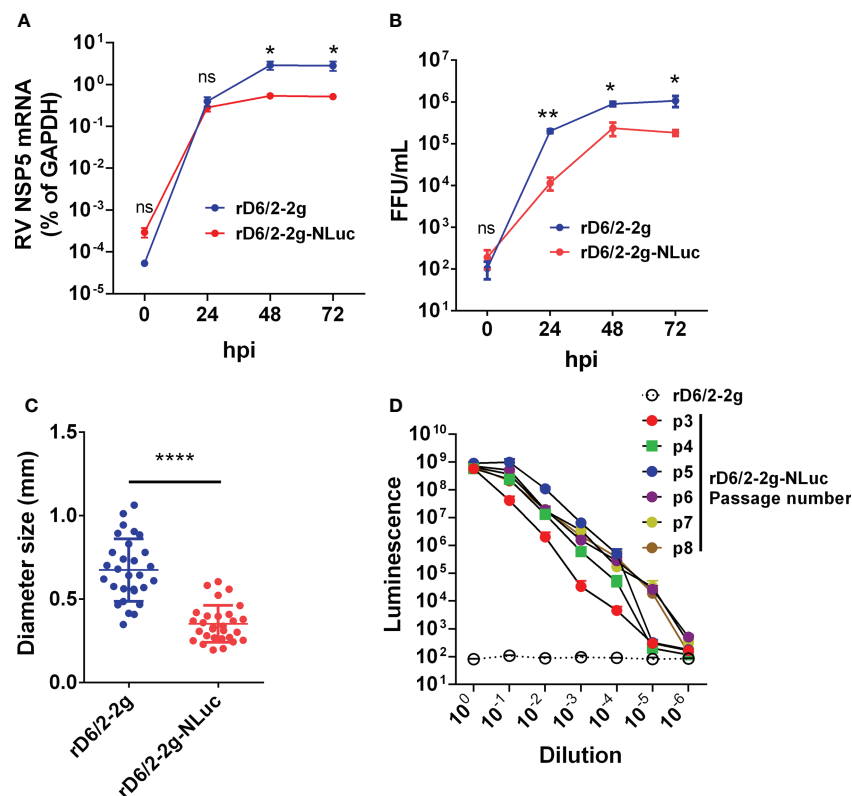 A
RV NSP5 mRNA
(% of GAPDH)
10^1
10^0
10^-1
10^-2
10^-3
10^-4
10^-5
ns
ns
*
*
rD6/2-2g
rD6/2-2g-NLuc
0 24 48 72
hpi
B
FFU/mL
10^7
10^6
10^5
10^4
10^3
10^2
10^1
ns
**
*
*
rD6/2-2g
rD6/2-2g-NLuc
0 24 48 72
hpi
C
Diameter size (mm)
1.5
1.0
0.5
0.0
****
rD6/2-2g
rD6/2-2g-NLuc
D
rD6/2-2g
p3
p4
p5
p6
p7
p8
rD6/2-2g-NLuc
Passage number
Luminescence
10^10
10^9
10^8
10^7
10^6
10^5
10^4
10^3
10^2
10^1
10^0 10^-1 10^-2 10^-3 10^-4 10^-5 10^-6
Dilution